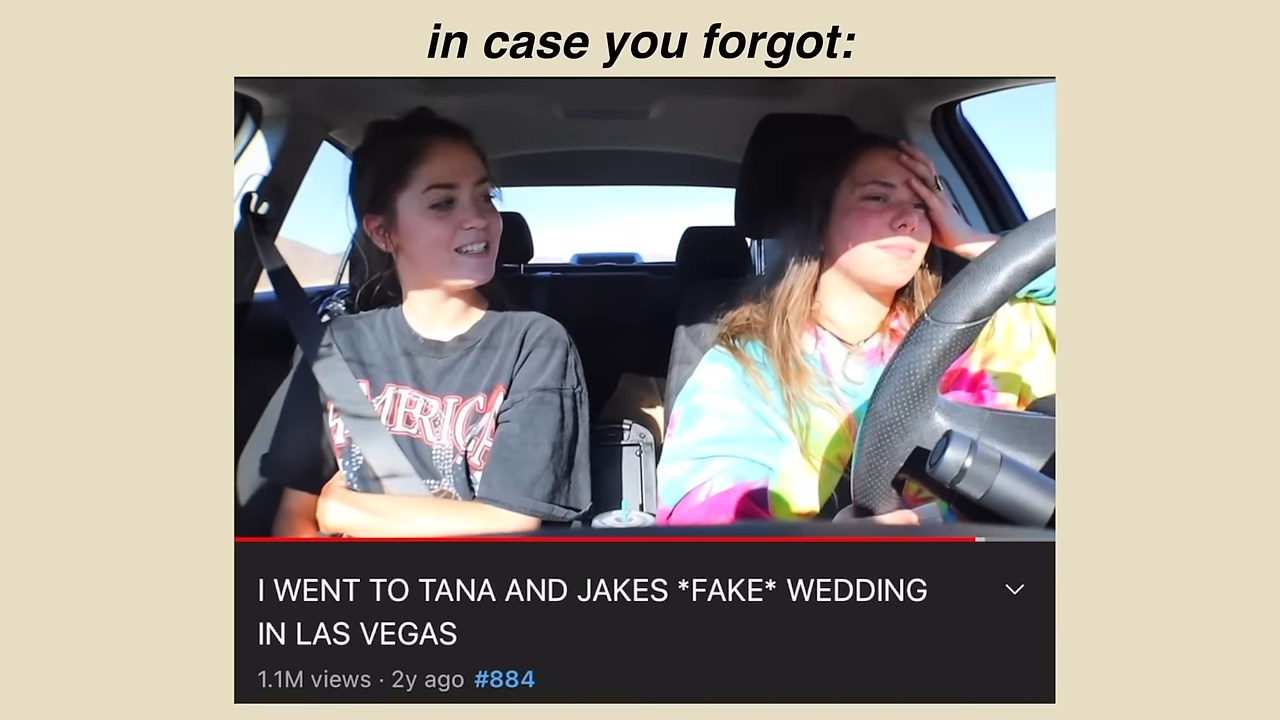 in case you forgot:
AMERICA
I WENT TO TANA AND JAKES *FAKE* WEDDING
IN LAS VEGAS
1.1M views · 2y ago #884